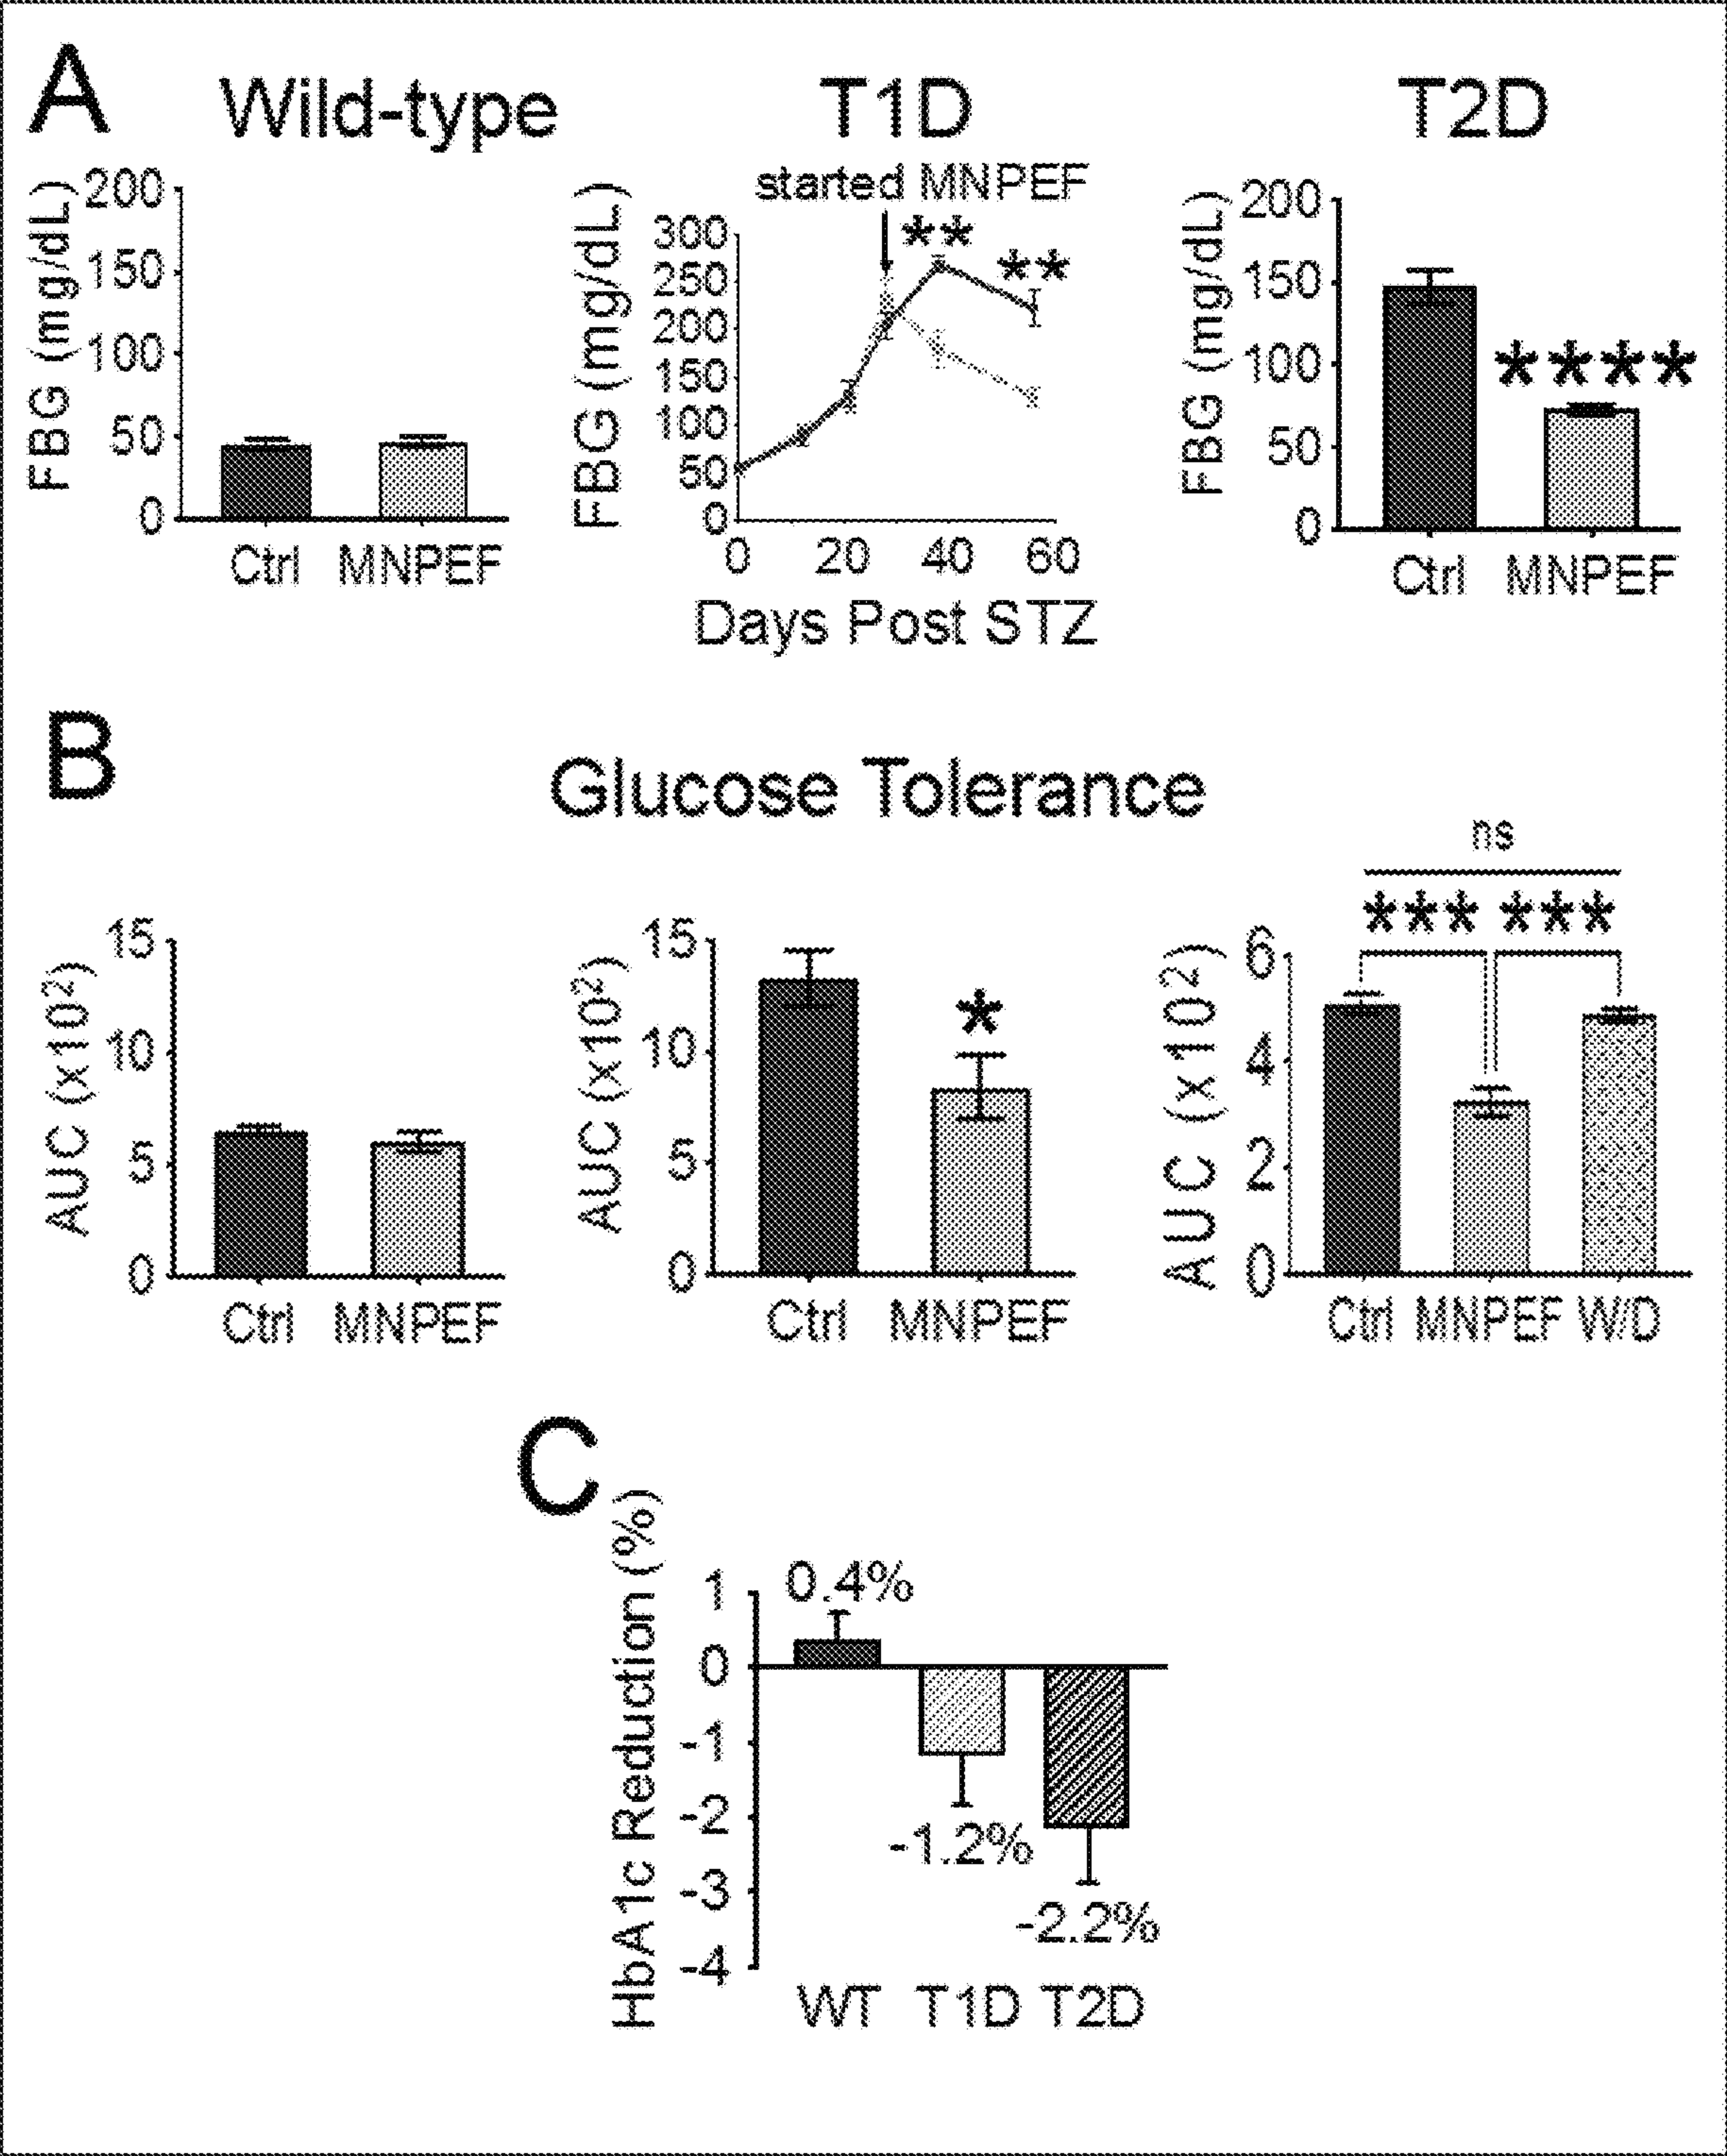 A
Wild-type
T1D
T2D
FBG (mg/dL)
200
150
100
50
0
Ctrl MNPEF
started MNPEF
**
**
FBG (mg/dL)
300
250
200
150
100
50
0
0 20 40 60
Days Post STZ
FBG (mg/dL)
200
150
100
50
0
****
Ctrl MNPEF
B
Glucose Tolerance
AUC (x10²)
15
10
5
0
Ctrl MNPEF
AUC (x10²)
15
10
5
0
*
Ctrl MNPEF
ns
*** ***
AUC (x10²)
6
4
2
0
Ctrl MNPEF W/D
C
HbA1c Reduction (%)
1
0
-1
-2
-3
-4
0.4%
-1.2%
-2.2%
WT T1D T2D